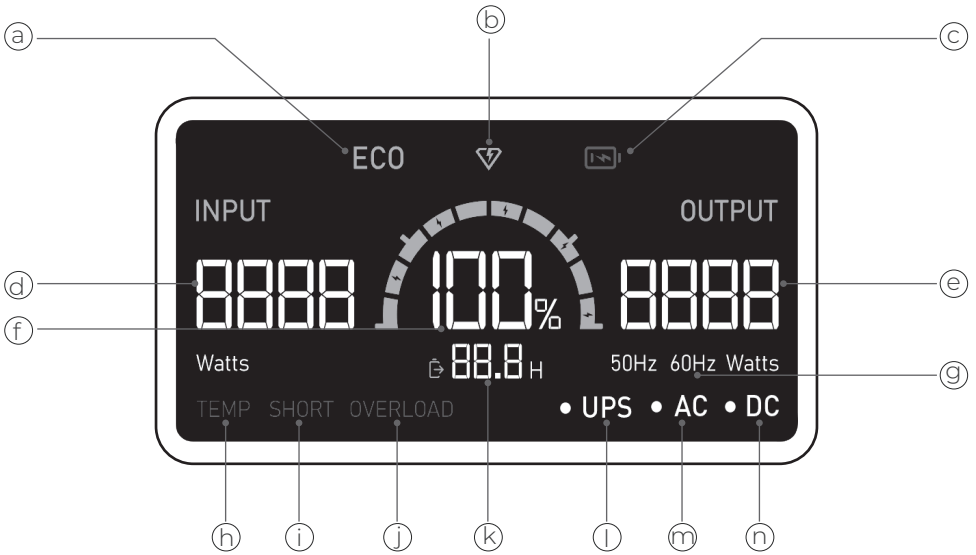 ⓐ ⓑ ⓒ
ECO
INPUT OUTPUT
ⓓ 8888 100% 8888 ⓔ
ⓕ
Watts 88.8 H 50Hz 60Hz Watts ⓖ
TEMP SHORT OVERLOAD • UPS • AC • DC
ⓗ ⓘ ⓙ ⓚ ⓛ ⓜ ⓝ